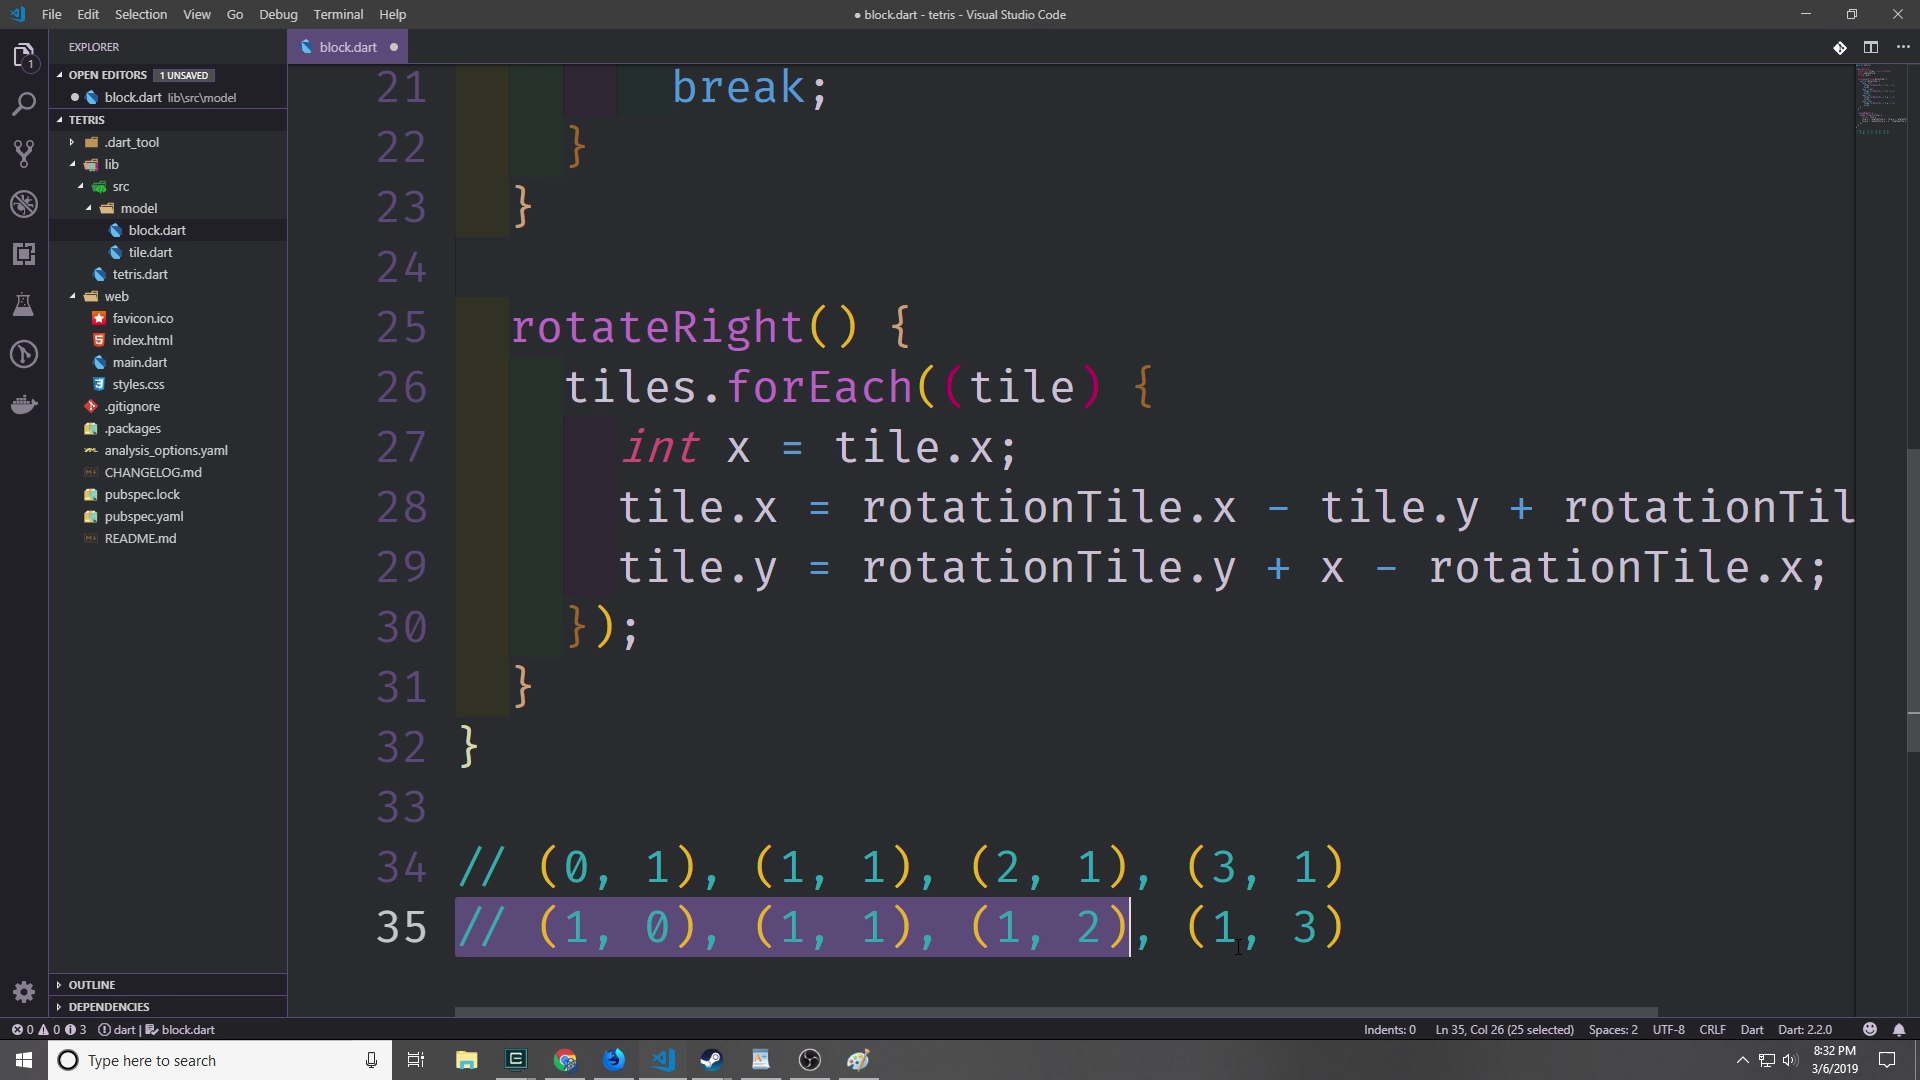 File Edit Selection View Go Debug Terminal Help
● block.dart - tetris - Visual Studio Code
EXPLORER
block.dart ●
OPEN EDITORS 1 UNSAVED
● block.dart lib\src\model
TETRIS
.dart_tool
lib
src
model
block.dart
tile.dart
tetris.dart
web
favicon.ico
index.html
main.dart
styles.css
.gitignore
.packages
analysis_options.yaml
CHANGELOG.md
pubspec.lock
pubspec.yaml
README.md
OUTLINE
DEPENDENCIES
21 break;
22 }
23 }
24
25 rotateRight() {
26 tiles.forEach((tile) {
27 int x = tile.x;
28 tile.x = rotationTile.x - tile.y + rotationTil
29 tile.y = rotationTile.y + x - rotationTile.x;
30 });
31 }
32 }
33
34 // (0, 1), (1, 1), (2, 1), (3, 1)
35 // (1, 0), (1, 1), (1, 2), (1, 3)
0 0 3 dart | block.dart
Indents: 0 Ln 35, Col 26 (25 selected) Spaces: 2 UTF-8 CRLF Dart Dart: 2.2.0
Type here to search
8:32 PM
3/6/2019